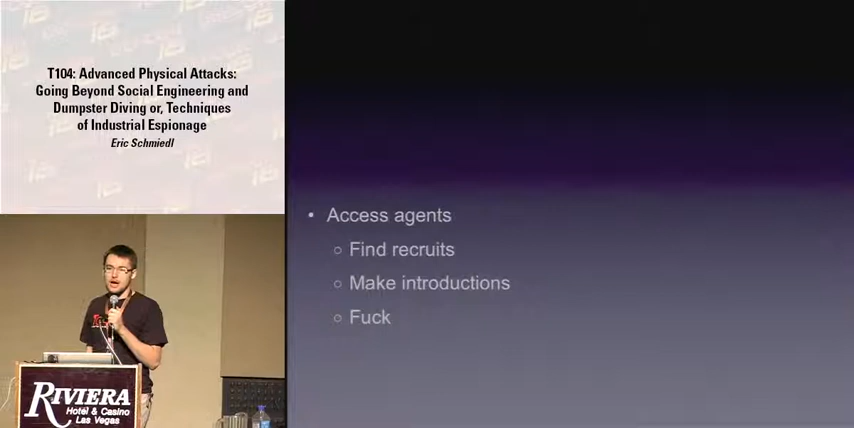 T104: Advanced Physical Attacks:
Going Beyond Social Engineering and
Dumpster Diving or, Techniques
of Industrial Espionage
Eric Schmiedl
• Access agents
○ Find recruits
○ Make introductions
○ Fuck
RIVIERA
Hotel & Casino
Las Vegas